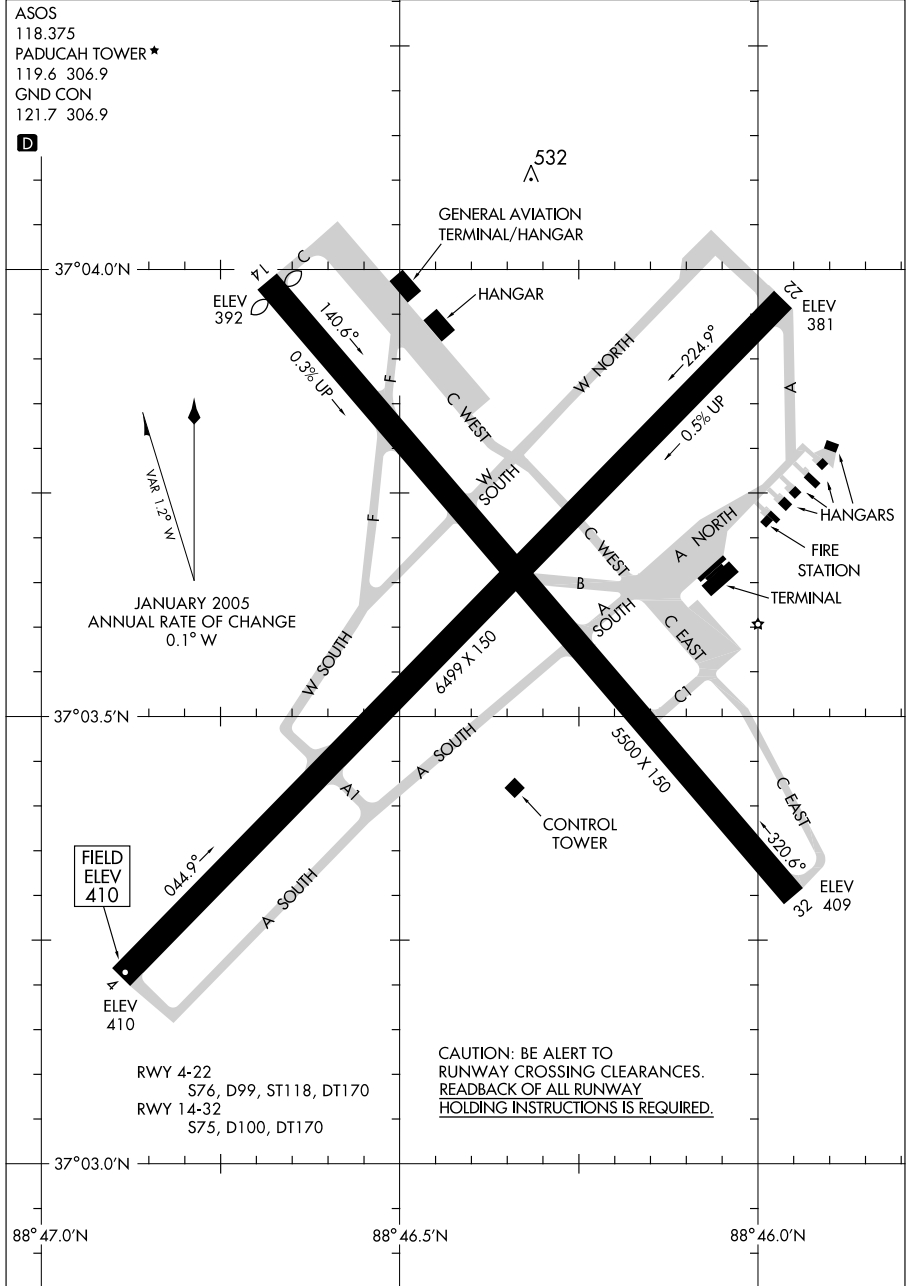 ASOS
118.375
PADUCAH TOWER★
119.6 306.9
GND CON
121.7 306.9
D
532
GENERAL AVIATION
TERMINAL/HANGAR
37°04.0'N
14
C
22
ELEV
392
HANGAR
ELEV
381
140.6°
224.9°
0.3% UP
W NORTH
F
0.5% UP
A
C WEST
VAR 1.2° W
W
SOUTH
HANGARS
F
A NORTH
C WEST
FIRE
STATION
B
TERMINAL
JANUARY 2005
ANNUAL RATE OF CHANGE
0.1° W
A
SOUTH
C EAST
W SOUTH
6499 X 150
C1
37°03.5'N
A SOUTH
5500 X 150
A1
C EAST
CONTROL
TOWER
320.6°
FIELD
ELEV
410
044.9°
A SOUTH
ELEV
409
32
4
ELEV
410
RWY 4-22
S76, D99, ST118, DT170
RWY 14-32
S75, D100, DT170
CAUTION: BE ALERT TO
RUNWAY CROSSING CLEARANCES.
READBACK OF ALL RUNWAY
HOLDING INSTRUCTIONS IS REQUIRED.
37°03.0'N
88°47.0'N
88°46.5'N
88°46.0'N